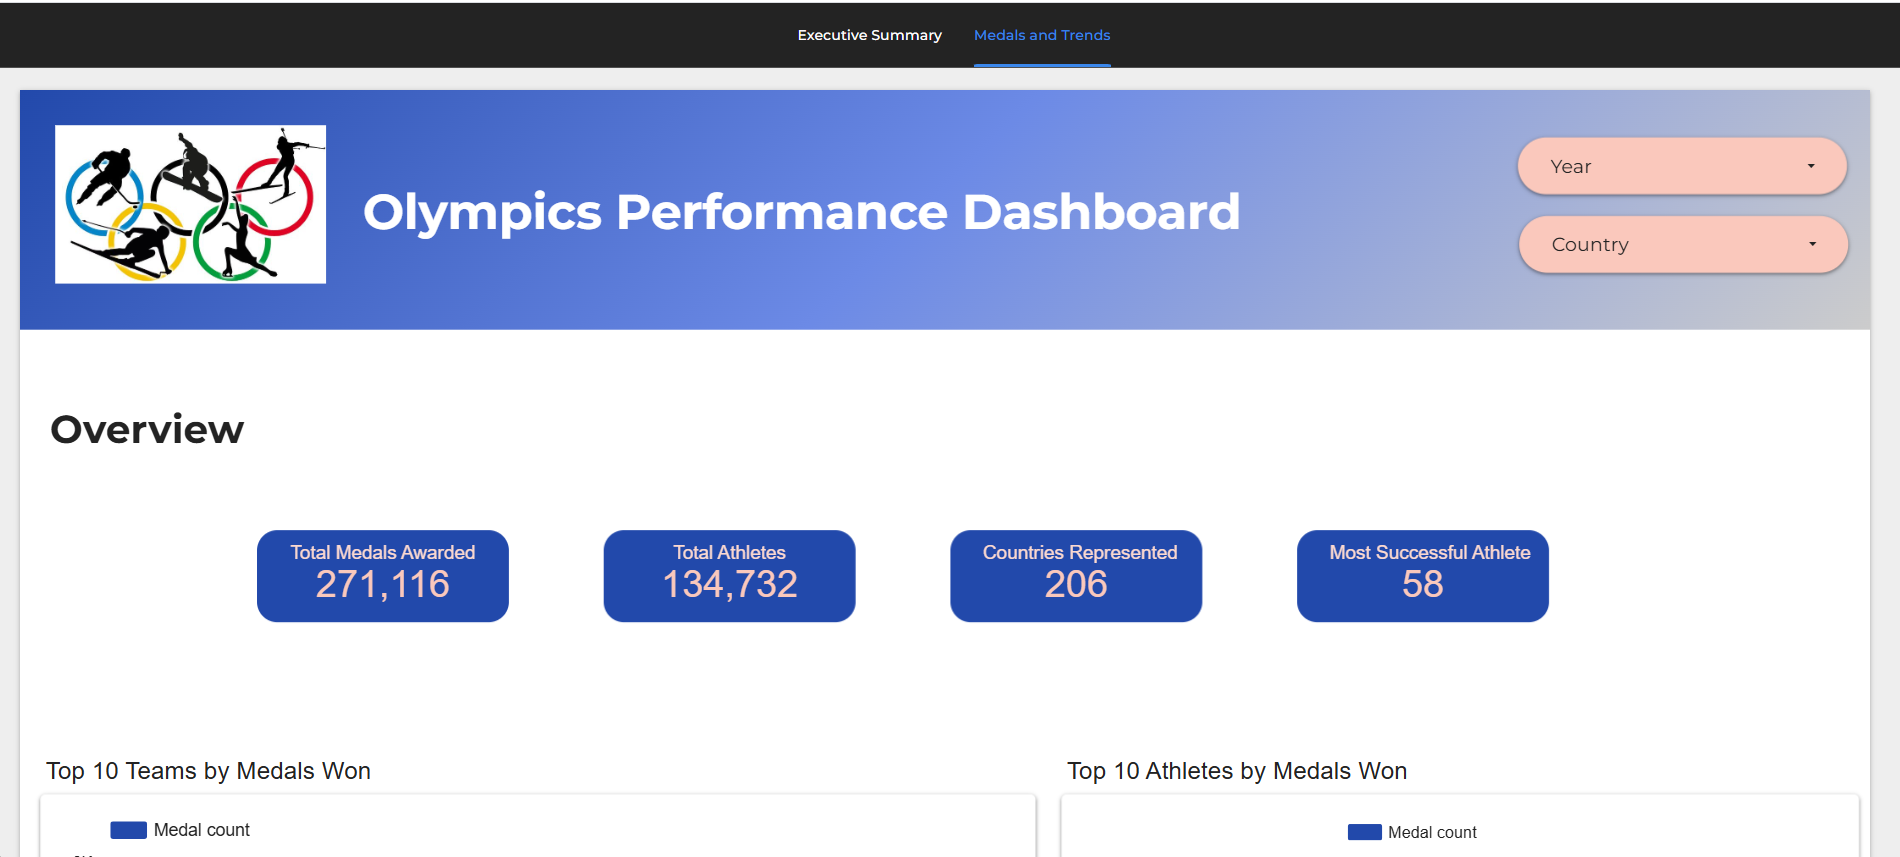 Executive Summary
Medals and Trends
Olympics Performance Dashboard
Year
Country
Overview
Total Medals Awarded
271,116
Total Athletes
134,732
Countries Represented
206
Most Successful Athlete
58
Top 10 Teams by Medals Won
Medal count
Top 10 Athletes by Medals Won
Medal count